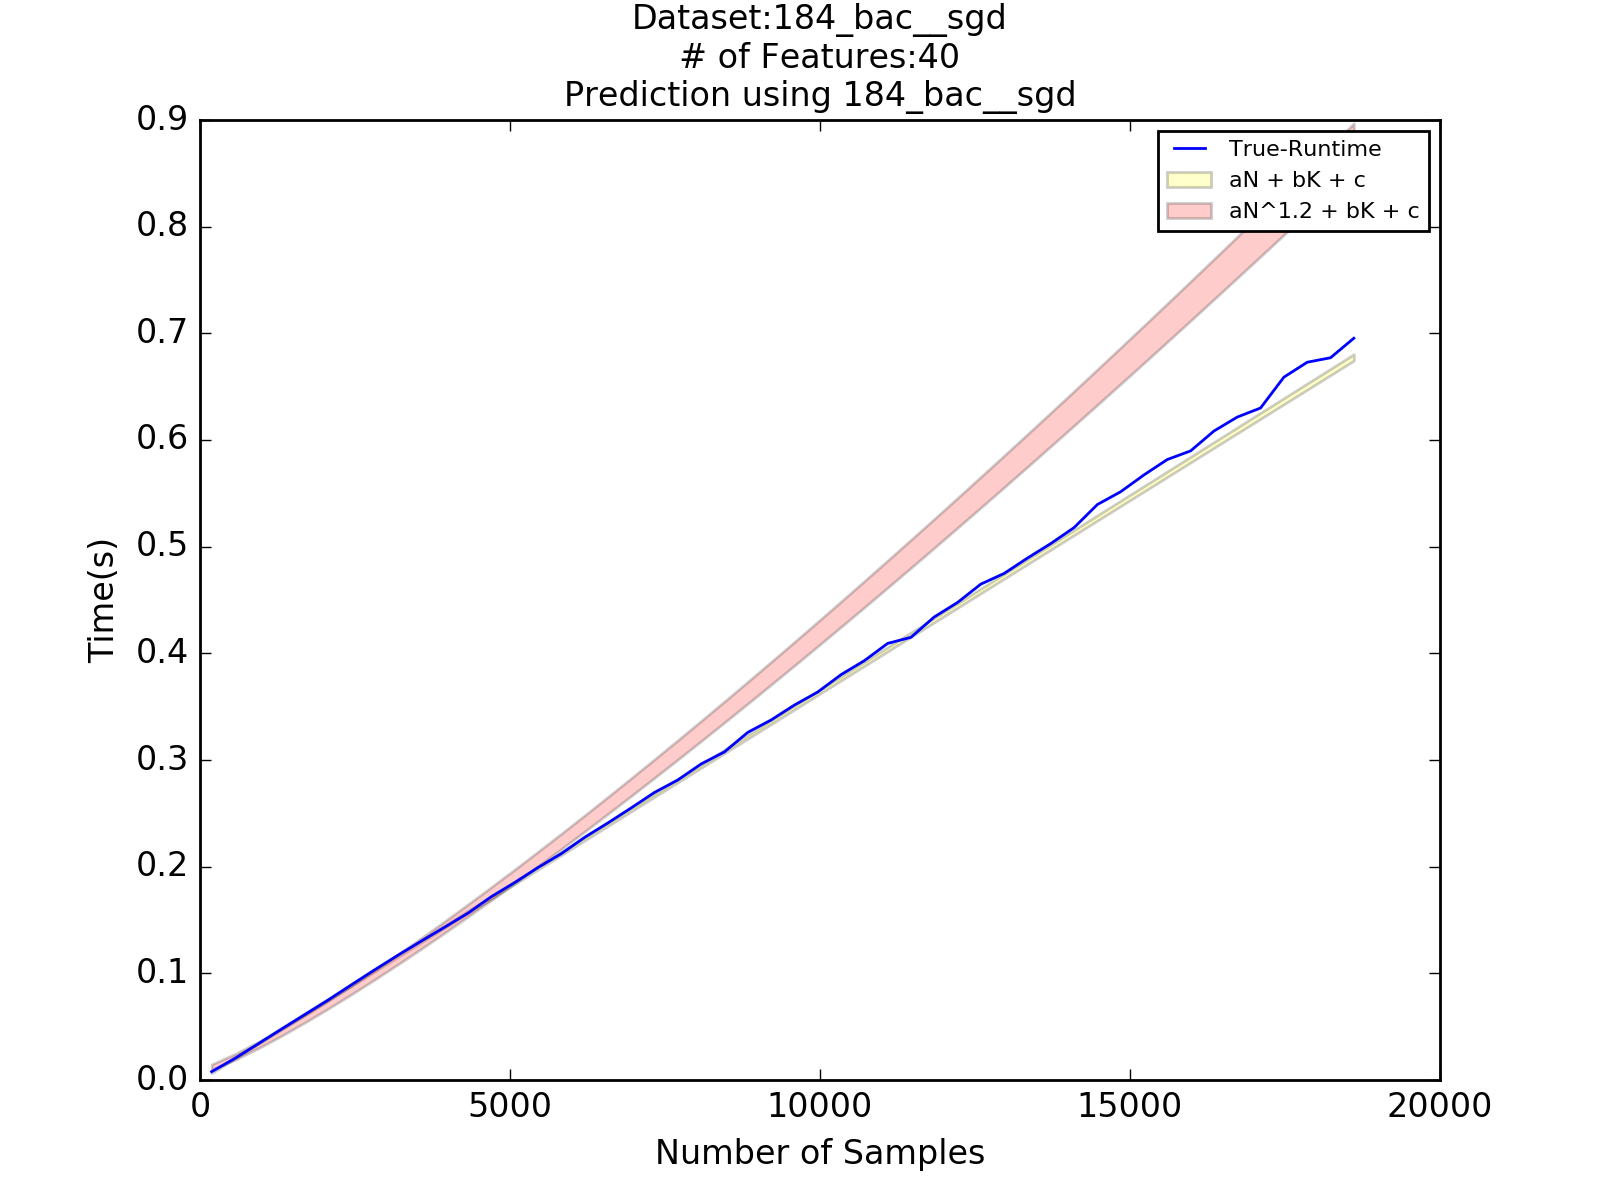 Dataset:184_bac__sgd
# of Features:40
Prediction using 184_bac__sgd
0.9
0.8
0.7
0.6
0.5
0.4
0.3
0.2
0.1
0.0
Time(s)
True-Runtime
aN + bK + c
aN^1.2 + bK + c
0 5000 10000 15000 20000
Number of Samples